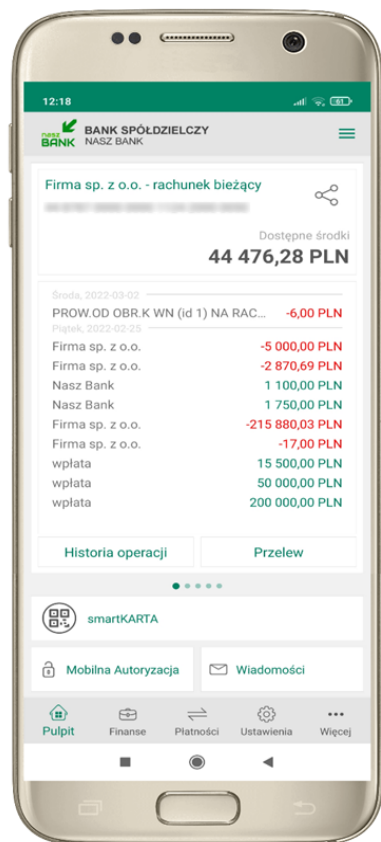 12:18
61
nasz BANK
BANK SPÓŁDZIELCZY
NASZ BANK
Firma sp. z o.o. - rachunek bieżący
Dostępne środki
44 476,28 PLN
Środa, 2022-03-02
PROW.OD OBR.K WN (id 1) NA RAC... -6,00 PLN
Piątek, 2022-02-25
Firma sp. z o.o. -5 000,00 PLN
Firma sp. z o.o. -2 870,69 PLN
Nasz Bank 1 100,00 PLN
Nasz Bank 1 750,00 PLN
Firma sp. z o.o. -215 880,03 PLN
Firma sp. z o.o. -17,00 PLN
wpłata 15 500,00 PLN
wpłata 50 000,00 PLN
wpłata 200 000,00 PLN
Historia operacji Przelew
smartKARTA
Mobilna Autoryzacja Wiadomości
Pulpit Finanse Płatności Ustawienia Więcej